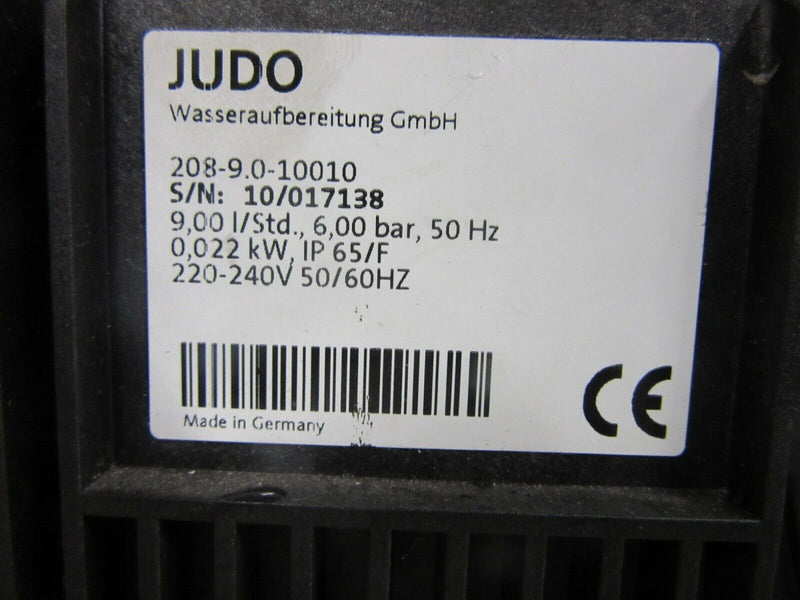 JUDO
Wasseraufbereitung GmbH
208-9.0-10010
S/N: 10/017138
9,00 l/Std., 6,00 bar, 50 Hz
0,022 kW, IP 65/F
220-240V 50/60HZ
Made in Germany
CE